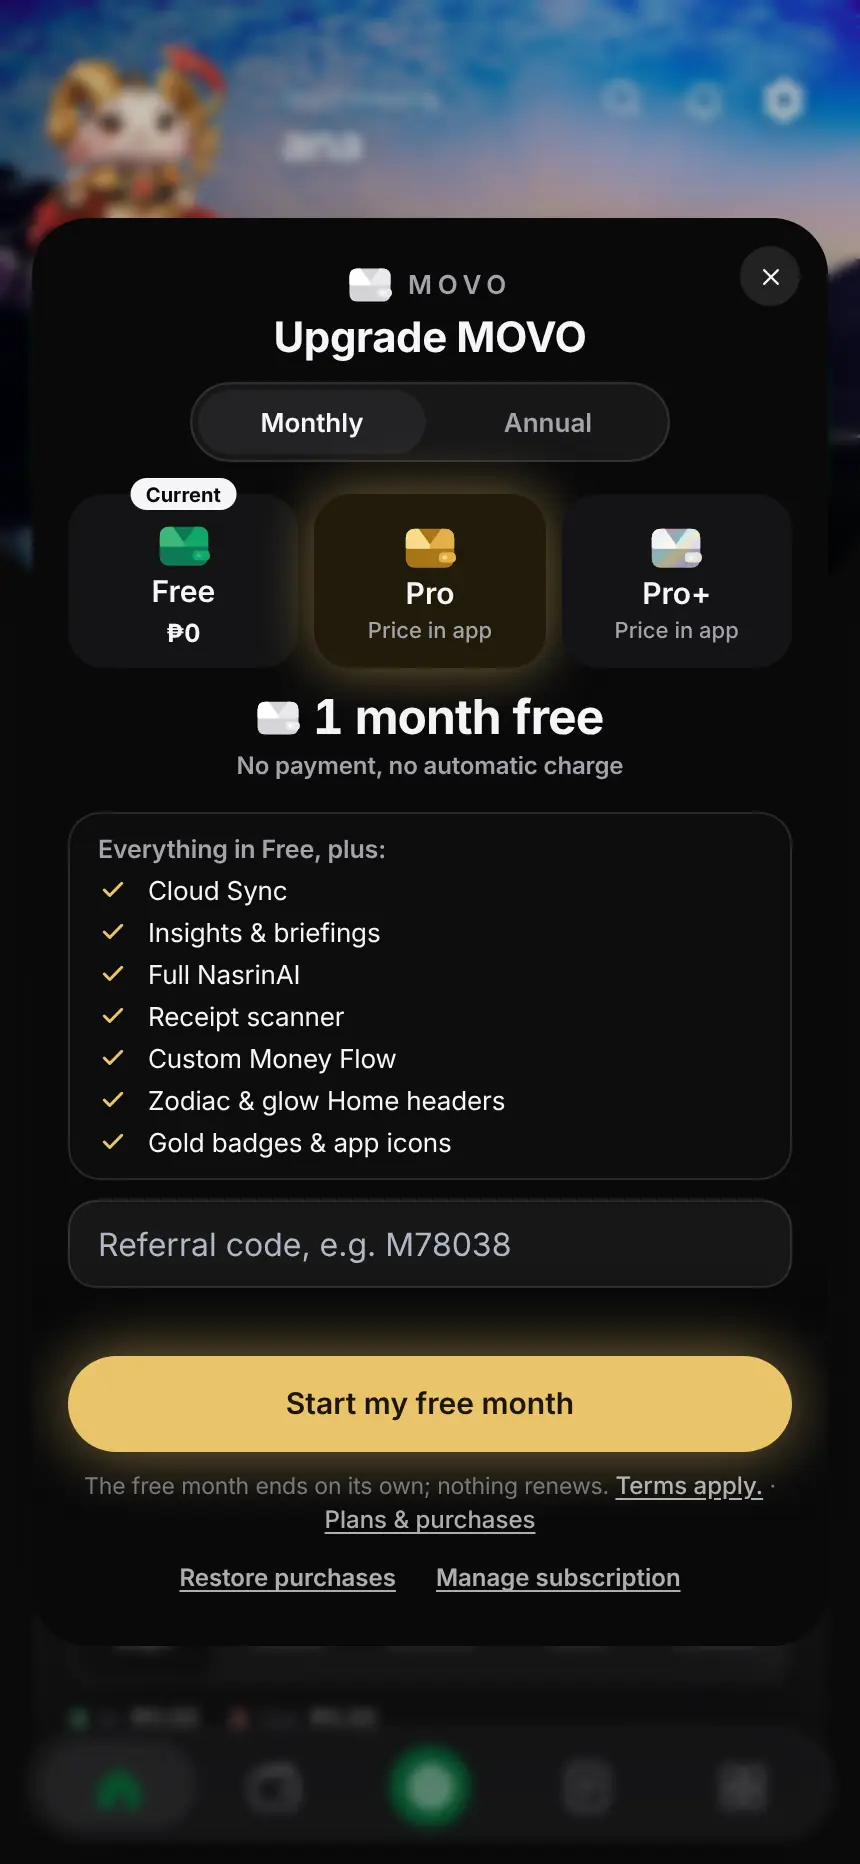 ana
MOVO
Upgrade MOVO
Monthly
Annual
Current
Free
₱0
Pro
Price in app
Pro+
Price in app
1 month free
No payment, no automatic charge
Everything in Free, plus:
Cloud Sync
Insights & briefings
Full NasrinAI
Receipt scanner
Custom Money Flow
Zodiac & glow Home headers
Gold badges & app icons
Referral code, e.g. M78038
Start my free month
The free month ends on its own; nothing renews. Terms apply. ·
Plans & purchases
Restore purchases
Manage subscription